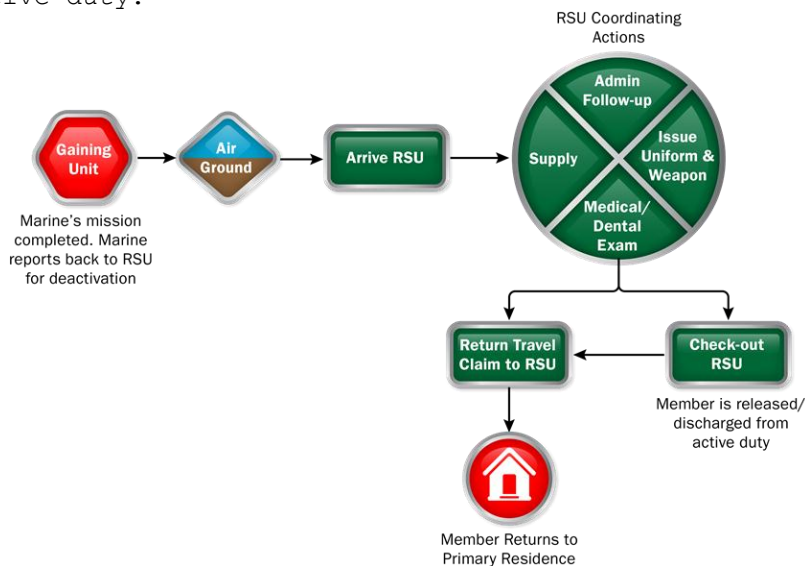 ive duty.
RSU Coordinating
Actions
Admin
Follow-up
Gaining
Unit
Air
Ground
Arrive RSU
Supply
Issue
Uniform &
Weapon
Medical/
Dental
Exam
Marine's mission
completed. Marine
reports back to RSU
for deactivation
Return Travel
Claim to RSU
Check-out
RSU
Member is released/
discharged from
active duty
Member Returns to
Primary Residence